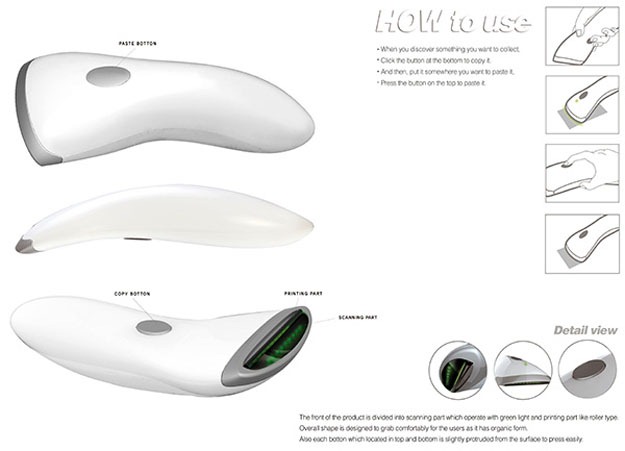 HOW to use
PASTE BOTTON
• When you discover something you want to collect,
• Click the button at the bottom to copy it.
• And then, put it somewhere you want to paste it.
• Press the button on the top to paste it.
COPY BOTTON
PRINTING PART
SCANNING PART
Detail view
The front of the product is divided into scanning part which operate with green light and printing part like roller type.
Overall shape is designed to grab comfortably for the users as it has organic form.
Also each botton which located in top and bottom is slightly protruded from the surface to press easily.